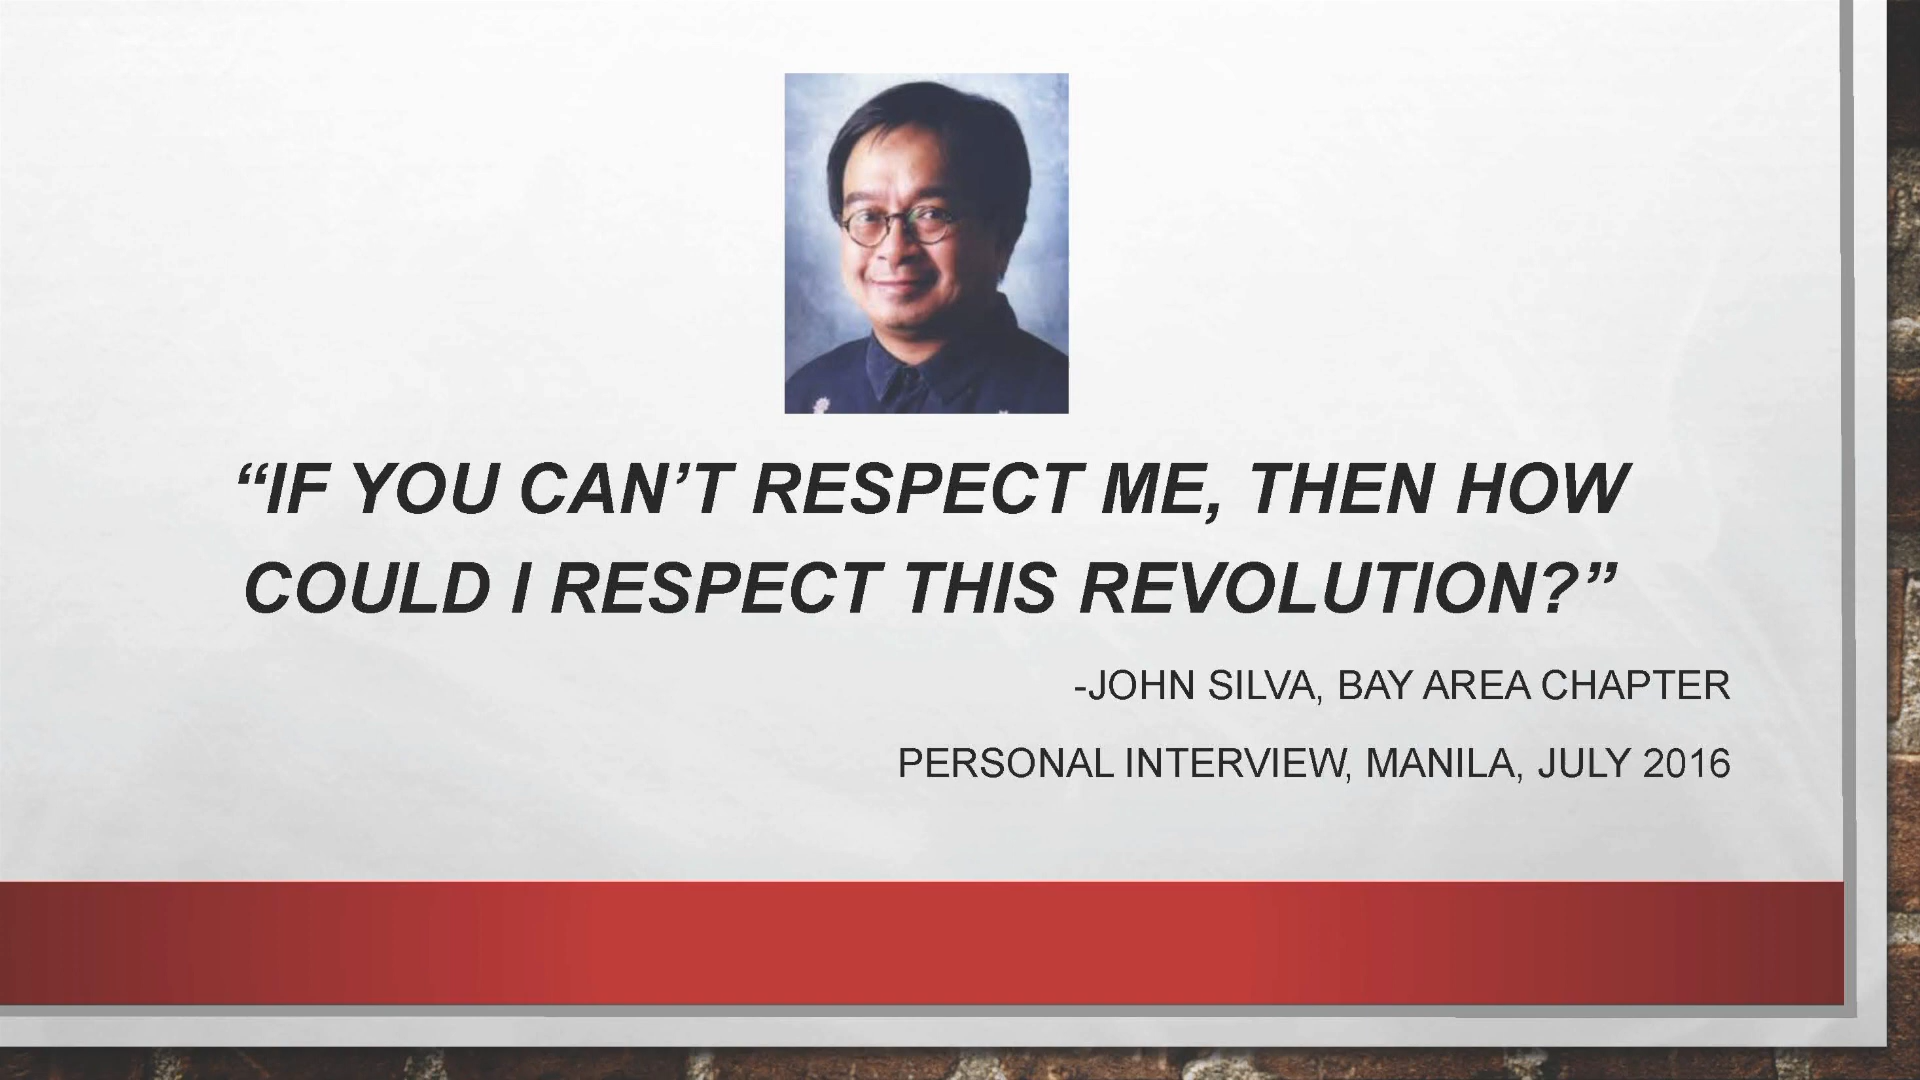 “IF YOU CAN’T RESPECT ME, THEN HOW
COULD I RESPECT THIS REVOLUTION?”
-JOHN SILVA, BAY AREA CHAPTER
PERSONAL INTERVIEW, MANILA, JULY 2016